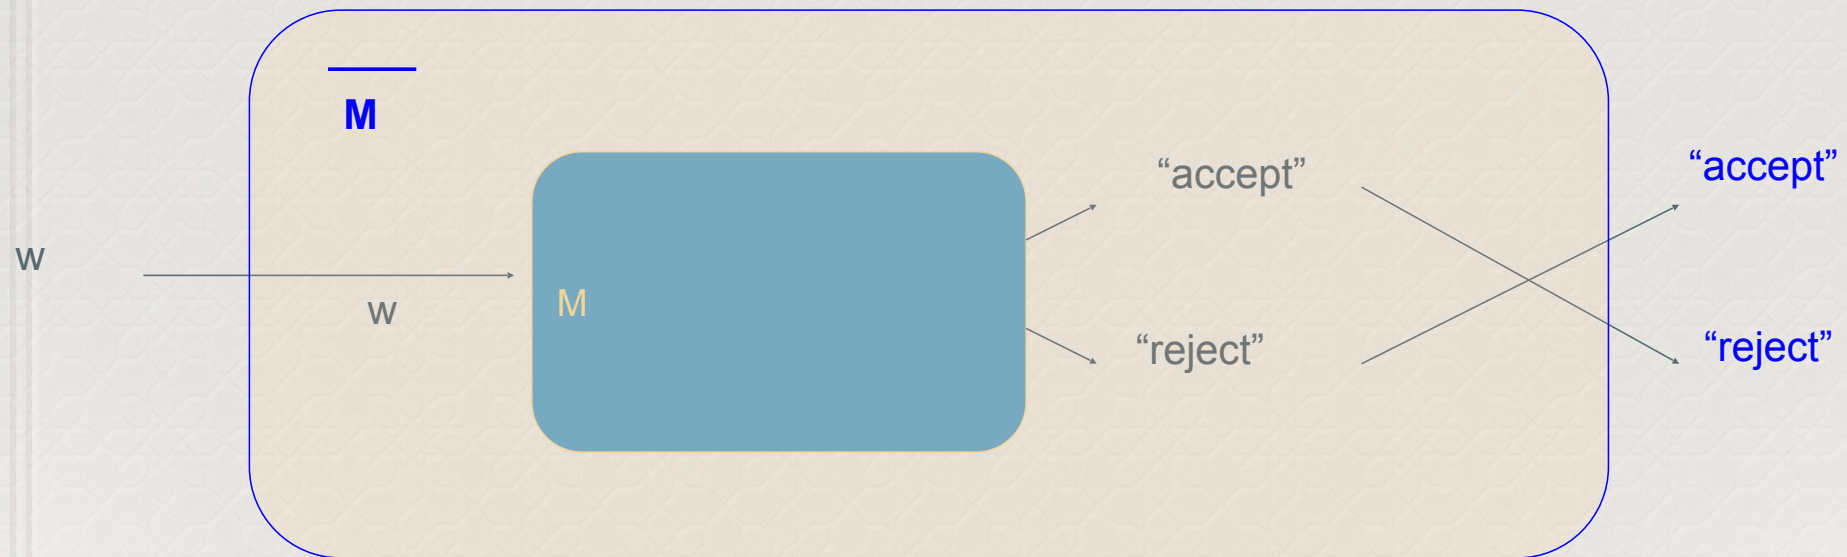 M
“accept”
“accept”
w
w
M
“reject”
“reject”